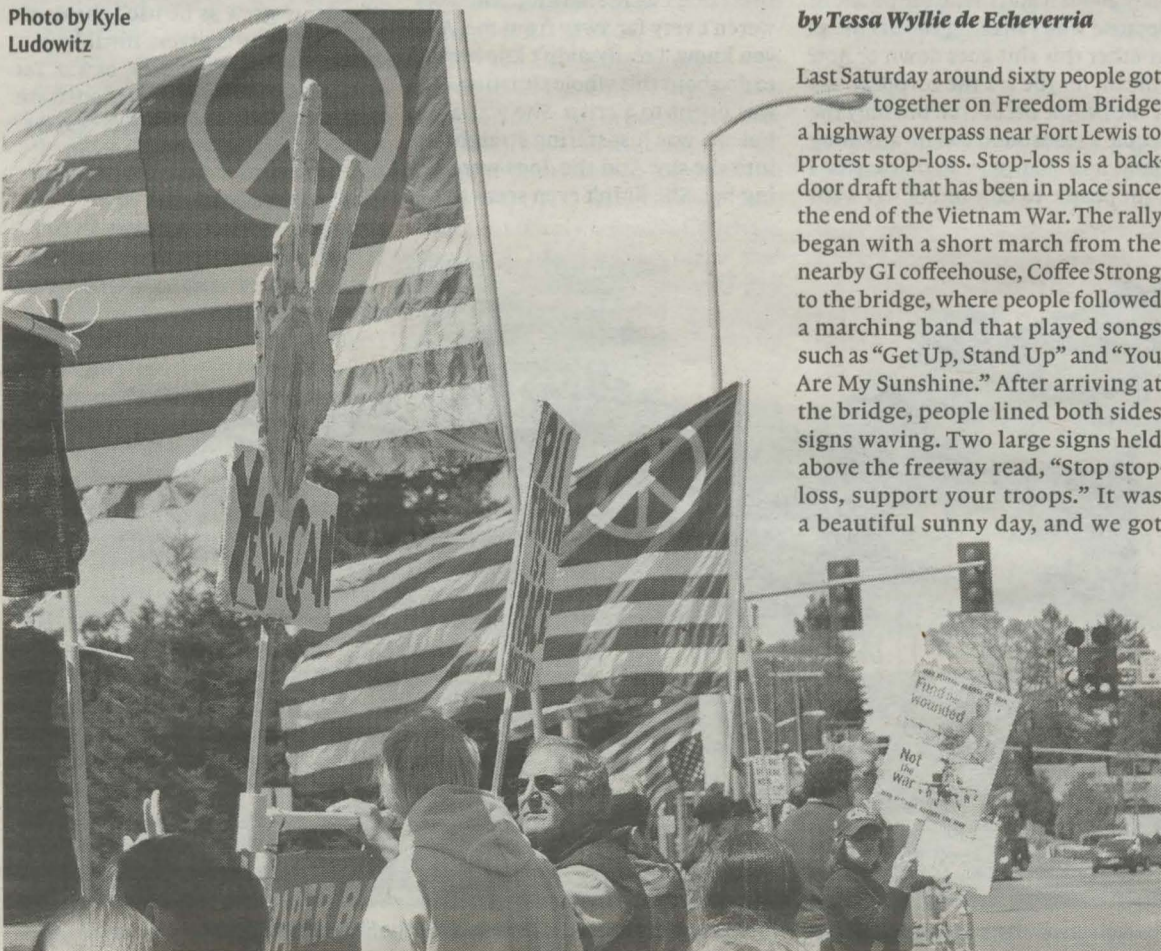 Photo by Kyle
Ludowitz
by Tessa Wyllie de Echeverria
Last Saturday around sixty people got
together on Freedom Bridge
a highway overpass near Fort Lewis to
protest stop-loss. Stop-loss is a back-
door draft that has been in place since
the end of the Vietnam War. The rally
began with a short march from the
nearby GI coffeehouse, Coffee Strong
to the bridge, where people followed
a marching band that played songs
such as “Get Up, Stand Up” and “You
Are My Sunshine.” After arriving at
the bridge, people lined both sides
signs waving. Two large signs held
above the freeway read, “Stop stop-
loss, support your troops.” It was
a beautiful sunny day, and we got
YES WE CAN
Fund the
wounded
Not
the
war